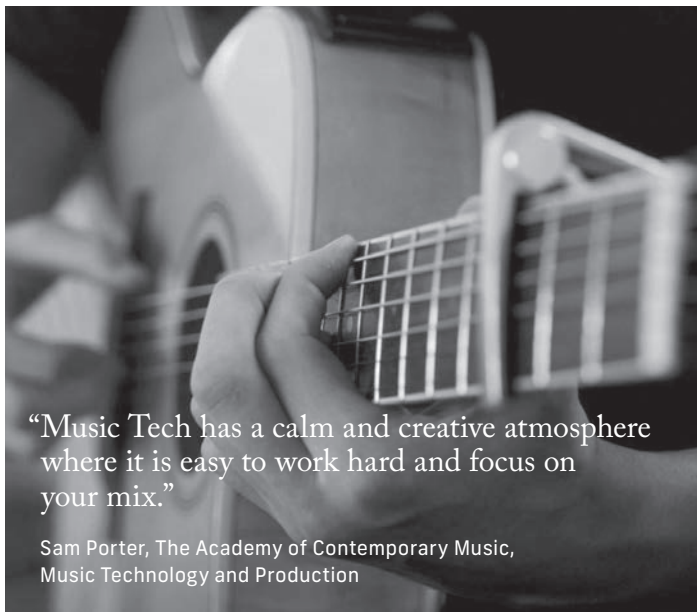 “Music Tech has a calm and creative atmosphere
where it is easy to work hard and focus on
your mix.”
Sam Porter, The Academy of Contemporary Music,
Music Technology and Production